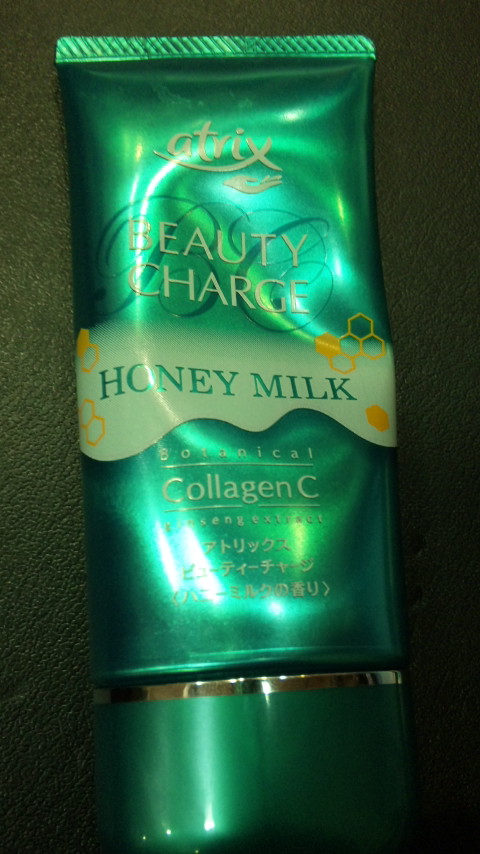 atrix
BEAUTY
CHARGE
HONEY MILK
Botanical
Collagen C
ginseng extract
アトリックス
ビューティーチャージ
〈ハニーミルクの香り〉